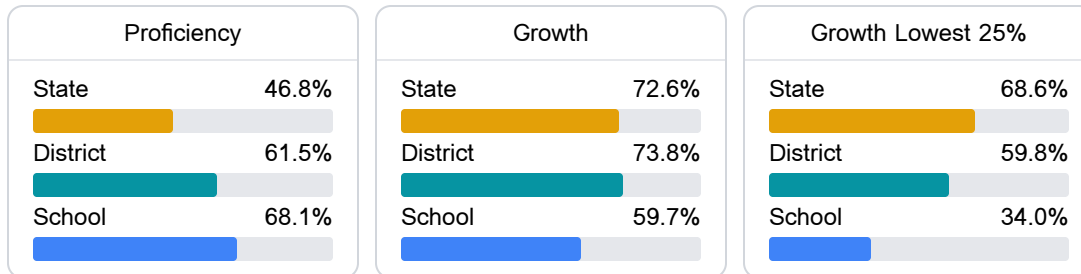 Proficiency
State 46.8%
District 61.5%
School 68.1%
Growth
State 72.6%
District 73.8%
School 59.7%
Growth Lowest 25%
State 68.6%
District 59.8%
School 34.0%